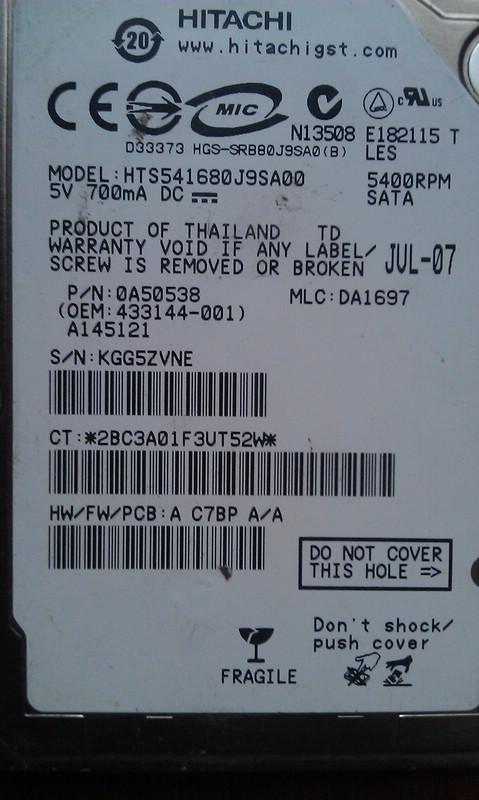 HITACHI
20
www.hitachigst.com
CE
MIC
c UL us
N13508 E182115 T
D33373 HGS-SRB80J9SA0(B) LES
MODEL:HTS541680J9SA00 5400RPM
5V 700mA DC SATA
PRODUCT OF THAILAND TD
WARRANTY VOID IF ANY LABEL/
SCREW IS REMOVED OR BROKEN JUL-07
P/N:0A50538 MLC:DA1697
(OEM:433144-001)
A145121
S/N:KGG5ZVNE
CT:*2BC3A01F3UT52W*
HW/FW/PCB:A C7BP A/A
DO NOT COVER
THIS HOLE =>
Don't shock/
push cover
FRAGILE